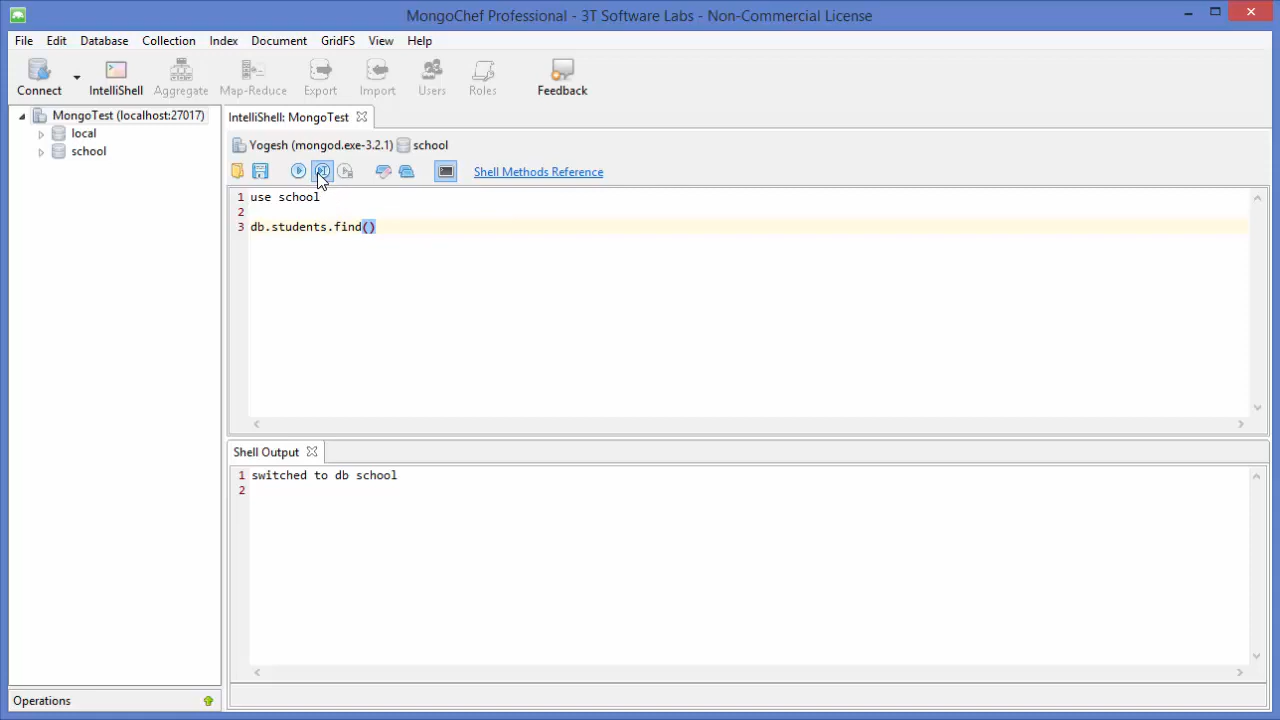 MongoChef Professional - 3T Software Labs - Non-Commercial License
File Edit Database Collection Index Document GridFS View Help
Connect IntelliShell Aggregate Map-Reduce Export Import Users Roles Feedback
MongoTest (localhost:27017)
local
school
IntelliShell: MongoTest
Yogesh (mongod.exe-3.2.1) school
Shell Methods Reference
1 use school
2
3 db.students.find()
Shell Output
1 switched to db school
2
Operations